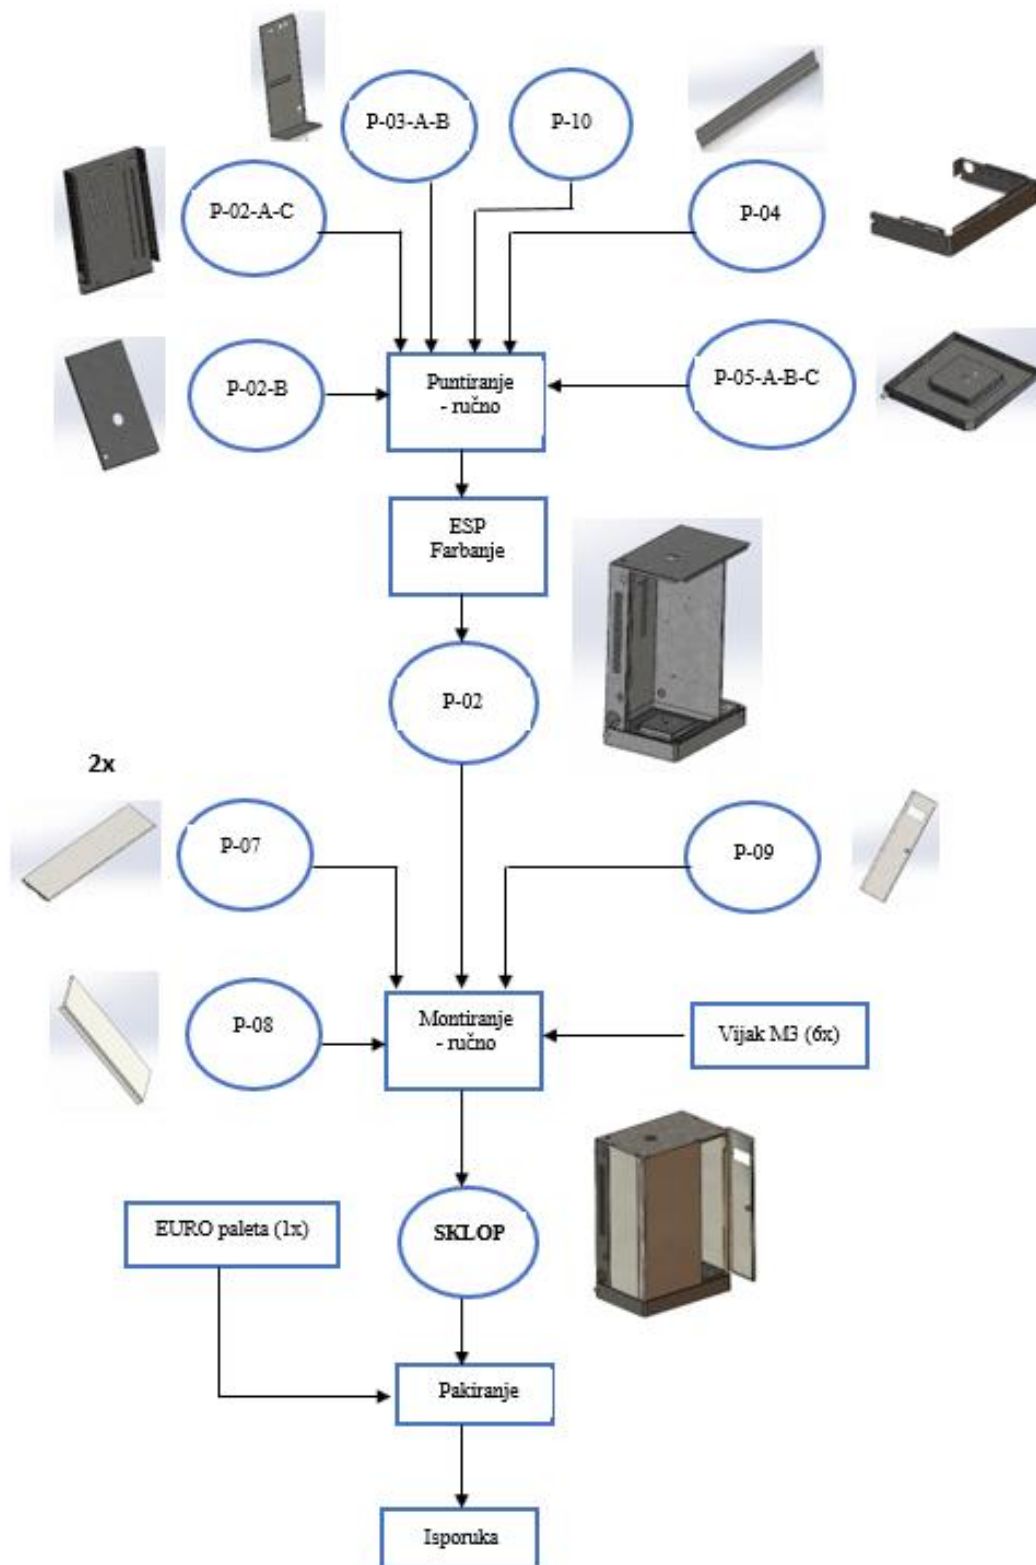 P-03-A-B
P-10
P-02-A-C
P-04
P-02-B
Puntiranje
- ručno
P-05-A-B-C
ESP
Farbanje
P-02
2x
P-07
P-09
P-08
Montiranje
- ručno
Vijak M3 (6x)
EURO paleta (1x)
SKLOP
Pakiranje
Isporuka